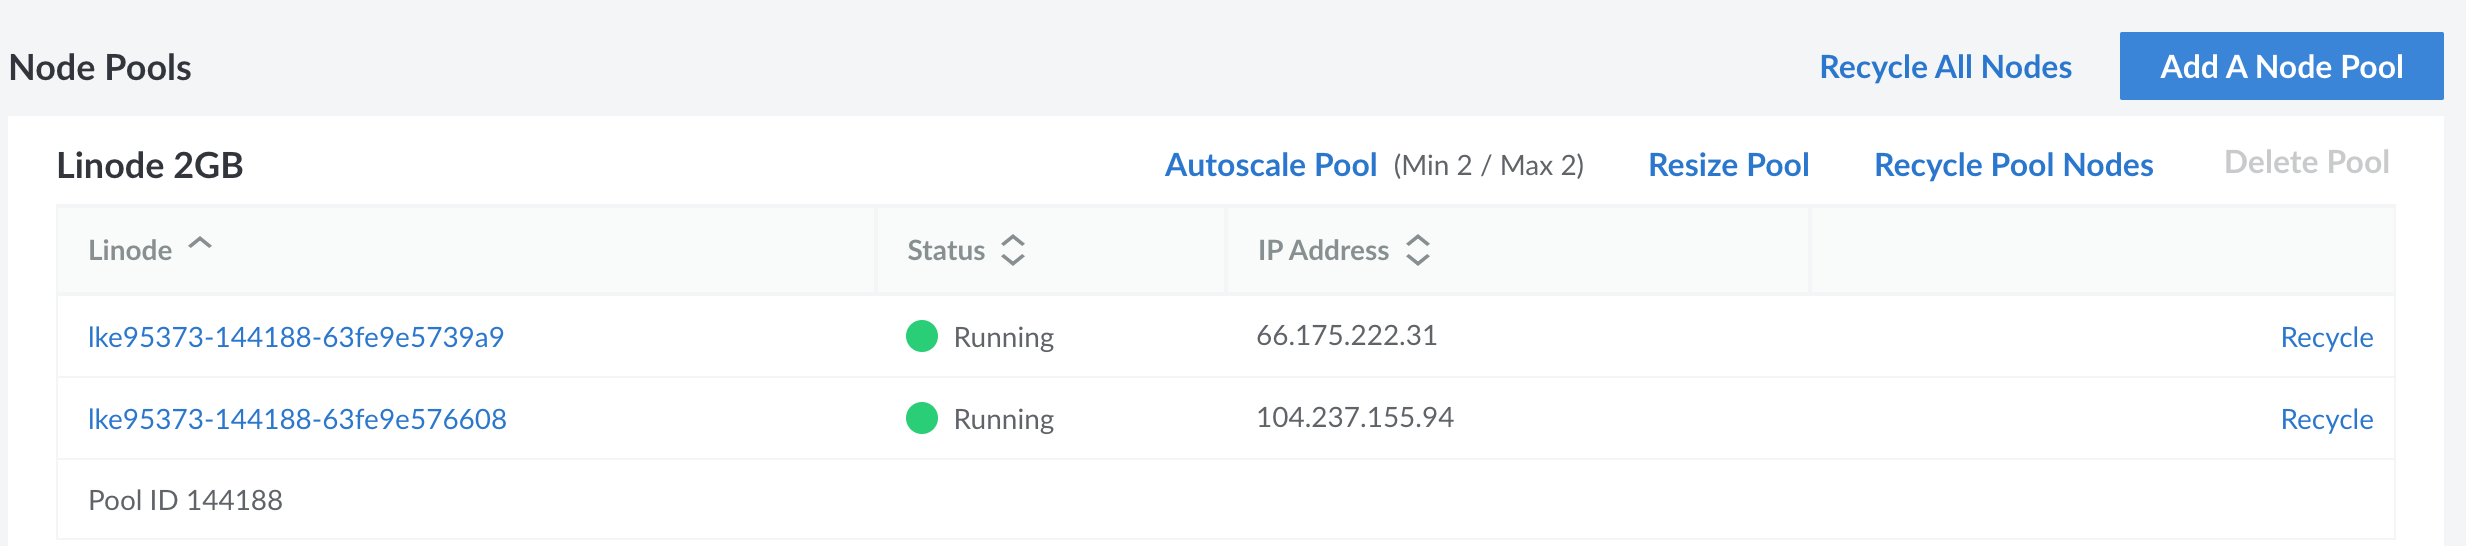 Node Pools Recycle All Nodes Add A Node Pool
Linode 2GB Autoscale Pool (Min 2 / Max 2) Resize Pool Recycle Pool Nodes Delete Pool
Linode Status IP Address
lke95373-144188-63fe9e5739a9 Running 66.175.222.31 Recycle
lke95373-144188-63fe9e576608 Running 104.237.155.94 Recycle
Pool ID 144188